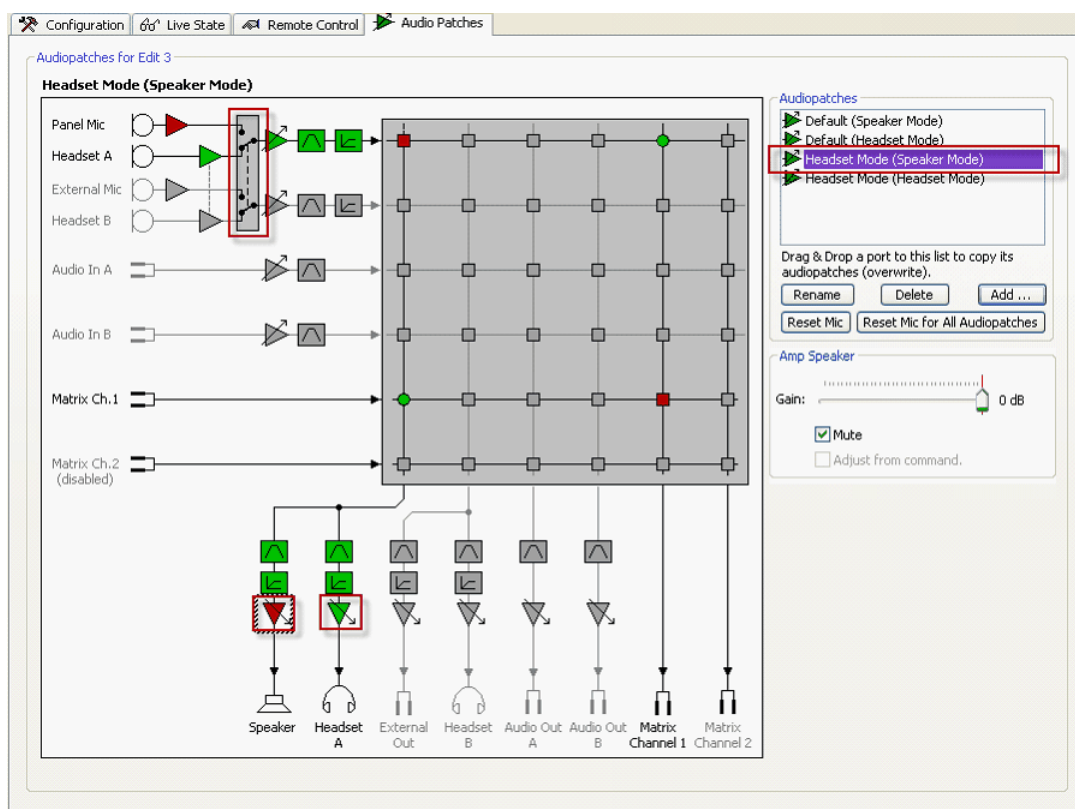 Configuration Live State Remote Control Audio Patches
Audiopatches for Edit 3
Headset Mode (Speaker Mode)
Panel Mic
Headset A
External Mic
Headset B
Audio In A
Audio In B
Matrix Ch.1
Matrix Ch.2
(disabled)
Speaker Headset External Headset Audio Out Audio Out Matrix Matrix
A Out B A B Channel 1 Channel 2
Audiopatches
Default (Speaker Mode)
Default (Headset Mode)
Headset Mode (Speaker Mode)
Headset Mode (Headset Mode)
Drag & Drop a port to this list to copy its
audiopatches (overwrite).
Rename Delete Add ...
Reset Mic Reset Mic for All Audiopatches
Amp Speaker
Gain: 0 dB
Mute
Adjust from command.